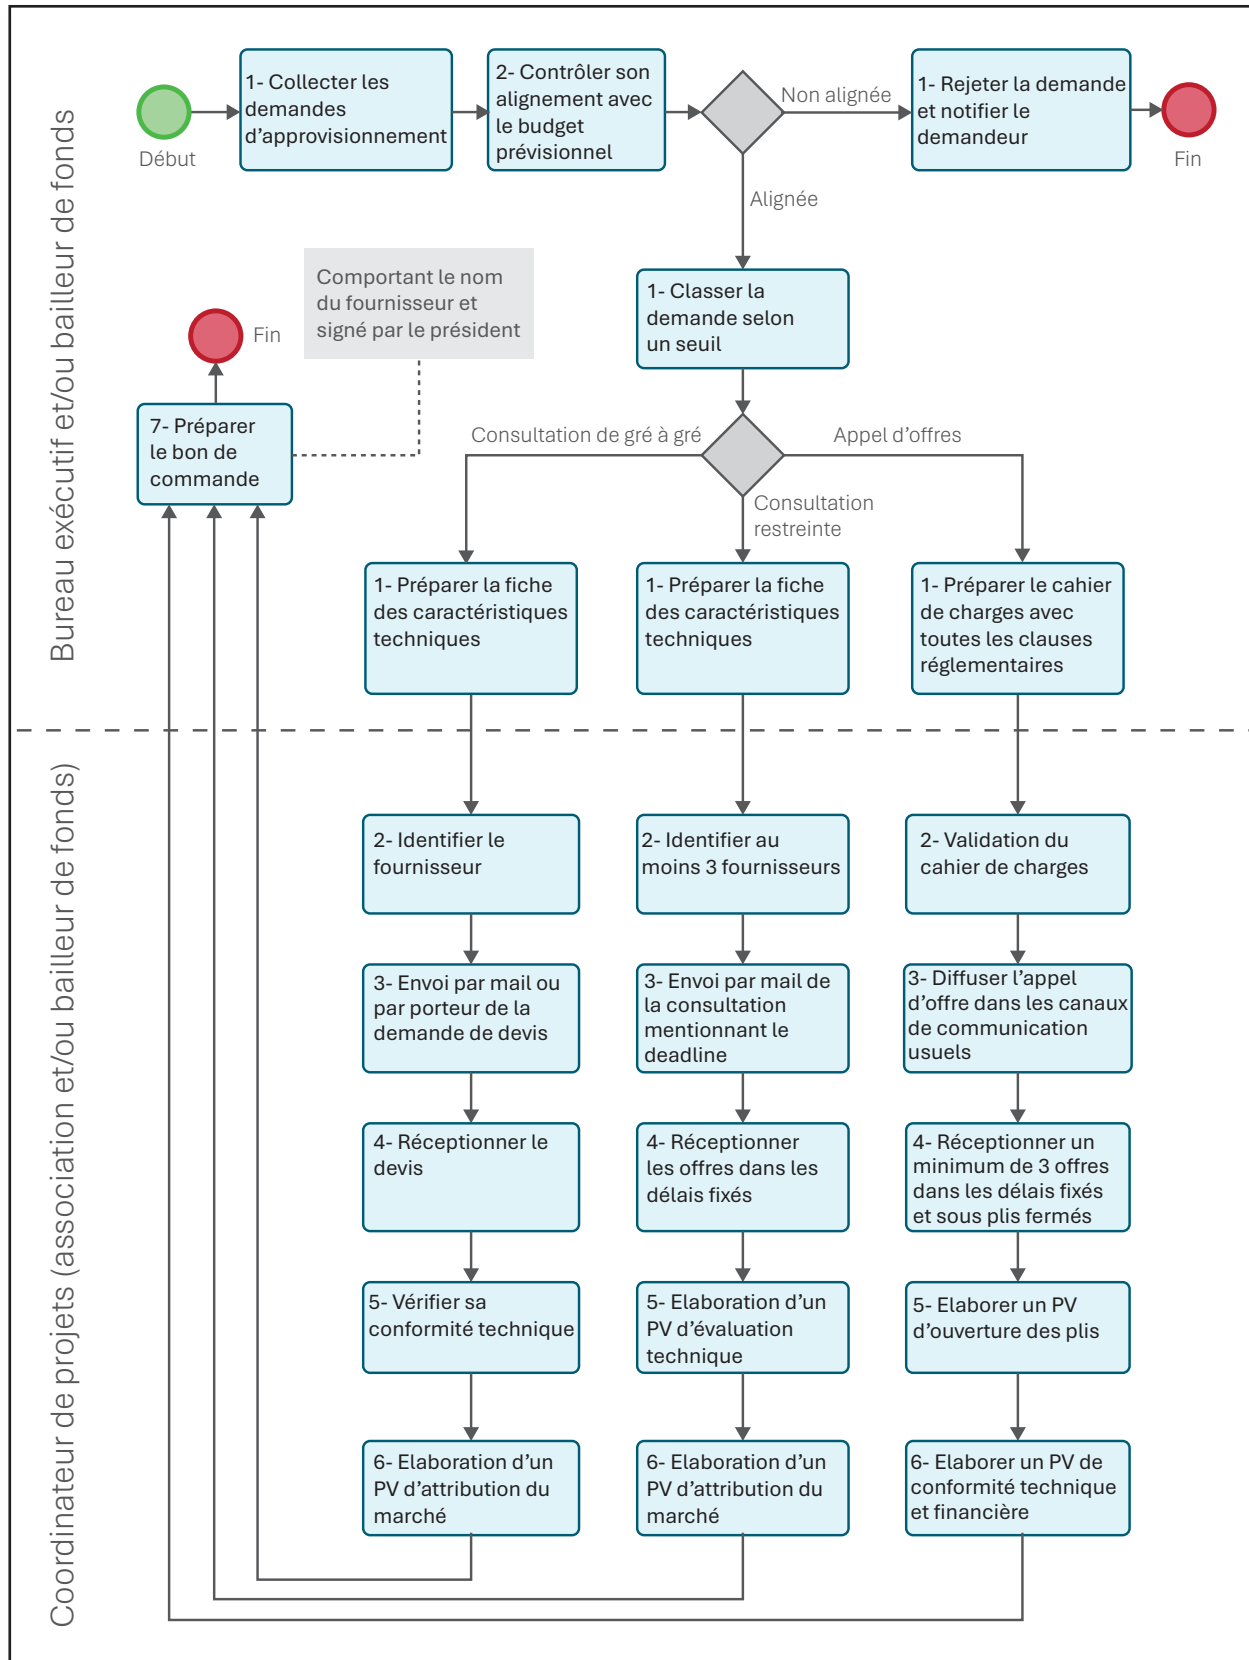 Bureau exécutif et/ou bailleur de fonds
Début
1- Collecter les
demandes
d’approvisionnement
2- Contrôler son
alignement avec
le budget
prévisionnel
Non alignée
1- Rejeter la demande
et notifier le
demandeur
Fin
Alignée
Comportant le nom
du fournisseur et
signé par le président
1- Classer la
demande selon
un seuil
Fin
7- Préparer
le bon de
commande
Consultation de gré à gré
Appel d’offres
Consultation
restreinte
1- Préparer la fiche
des caractéristiques
techniques
1- Préparer la fiche
des caractéristiques
techniques
1- Préparer le cahier
de charges avec
toutes les clauses
réglementaires
Coordinateur de projets (association et/ou bailleur de fonds)
2- Identifier le
fournisseur
2- Identifier au
moins 3 fournisseurs
2- Validation du
cahier de charges
3- Envoi par mail ou
par porteur de la
demande de devis
3- Envoi par mail de
la consultation
mentionnant le
deadline
3- Diffuser l’appel
d’offre dans les canaux
de communication
usuels
4- Réceptionner le
devis
4- Réceptionner
les offres dans les
délais fixés
4- Réceptionner un
minimum de 3 offres
dans les délais fixés
et sous plis fermés
5- Vérifier sa
conformité technique
5- Elaboration d’un
PV d’évaluation
technique
5- Elaborer un PV
d’ouverture des plis
6- Elaboration d’un
PV d’attribution du
marché
6- Elaboration d’un
PV d’attribution du
marché
6- Elaborer un PV de
conformité technique
et financière